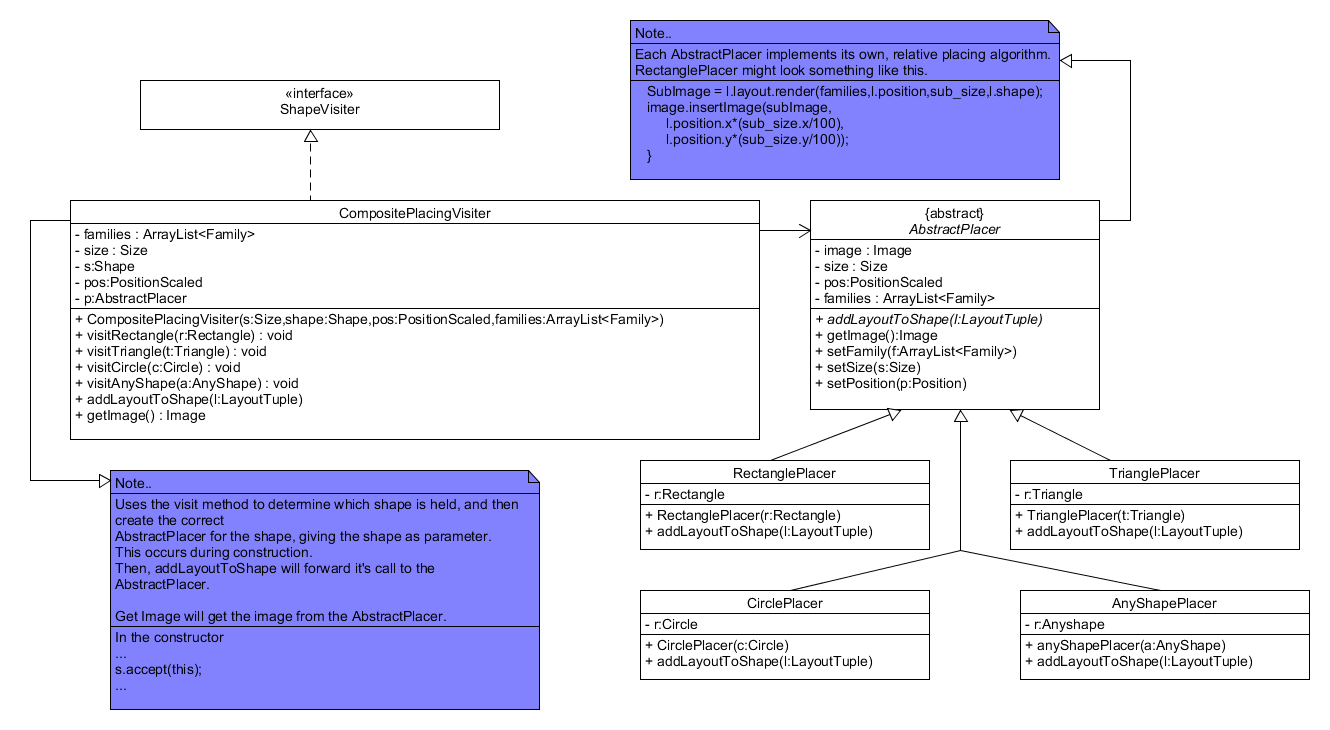 Note..
Each AbstractPlacer implements its own, relative placing algorithm.
RectanglePlacer might look something like this.
SubImage = l.layout.render(families,l.position,sub_size,l.shape);
image.insertImage(subImage,
l.position.x*(sub_size.x/100),
l.position.y*(sub_size.y/100));
}
«interface»
ShapeVisiter
CompositePlacingVisiter
- families : ArrayList<Family>
- size : Size
- s:Shape
- pos:PositionScaled
- p:AbstractPlacer
+ CompositePlacingVisiter(s:Size,shape:Shape,pos:PositionScaled,families:ArrayList<Family>)
+ visitRectangle(r:Rectangle) : void
+ visitTriangle(t:Triangle) : void
+ visitCircle(c:Circle) : void
+ visitAnyShape(a:AnyShape) : void
+ addLayoutToShape(l:LayoutTuple)
+ getImage() : Image
{abstract}
AbstractPlacer
- image : Image
- size : Size
- pos:PositionScaled
- families : ArrayList<Family>
+ addLayoutToShape(l:LayoutTuple)
+ getImage():Image
+ setFamily(f:ArrayList<Family>)
+ setSize(s:Size)
+ setPosition(p:Position)
Note..
Uses the visit method to determine which shape is held, and then
create the correct
AbstractPlacer for the shape, giving the shape as parameter.
This occurs during construction.
Then, addLayoutToShape will forward it's call to the
AbstractPlacer.
Get Image will get the image from the AbstractPlacer.
In the constructor
...
s.accept(this);
...
RectanglePlacer
- r:Rectangle
+ RectanglePlacer(r:Rectangle)
+ addLayoutToShape(l:LayoutTuple)
TrianglePlacer
- r:Triangle
+ TrianglePlacer(t:Triangle)
+ addLayoutToShape(l:LayoutTuple)
CirclePlacer
- r:Circle
+ CirclePlacer(c:Circle)
+ addLayoutToShape(l:LayoutTuple)
AnyShapePlacer
- r:Anyshape
+ anyShapePlacer(a:AnyShape)
+ addLayoutToShape(l:LayoutTuple)